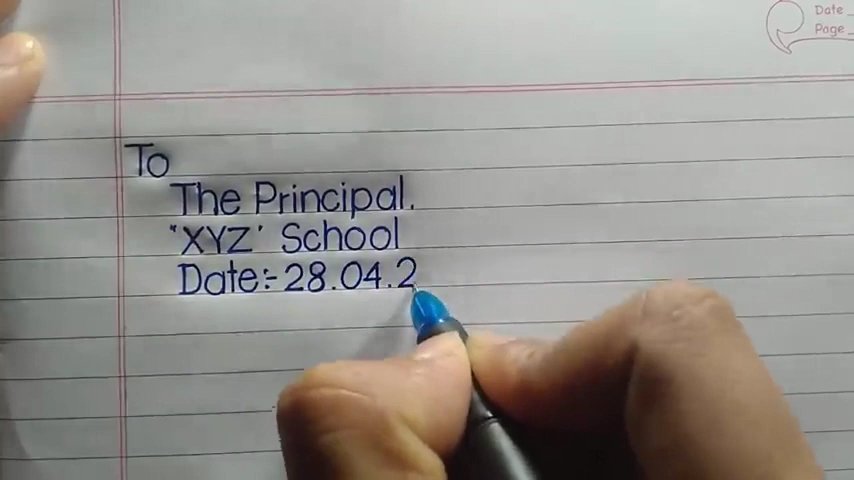 Date
Page
To
The Principal.
'XYZ' School
Date:- 28.04.2